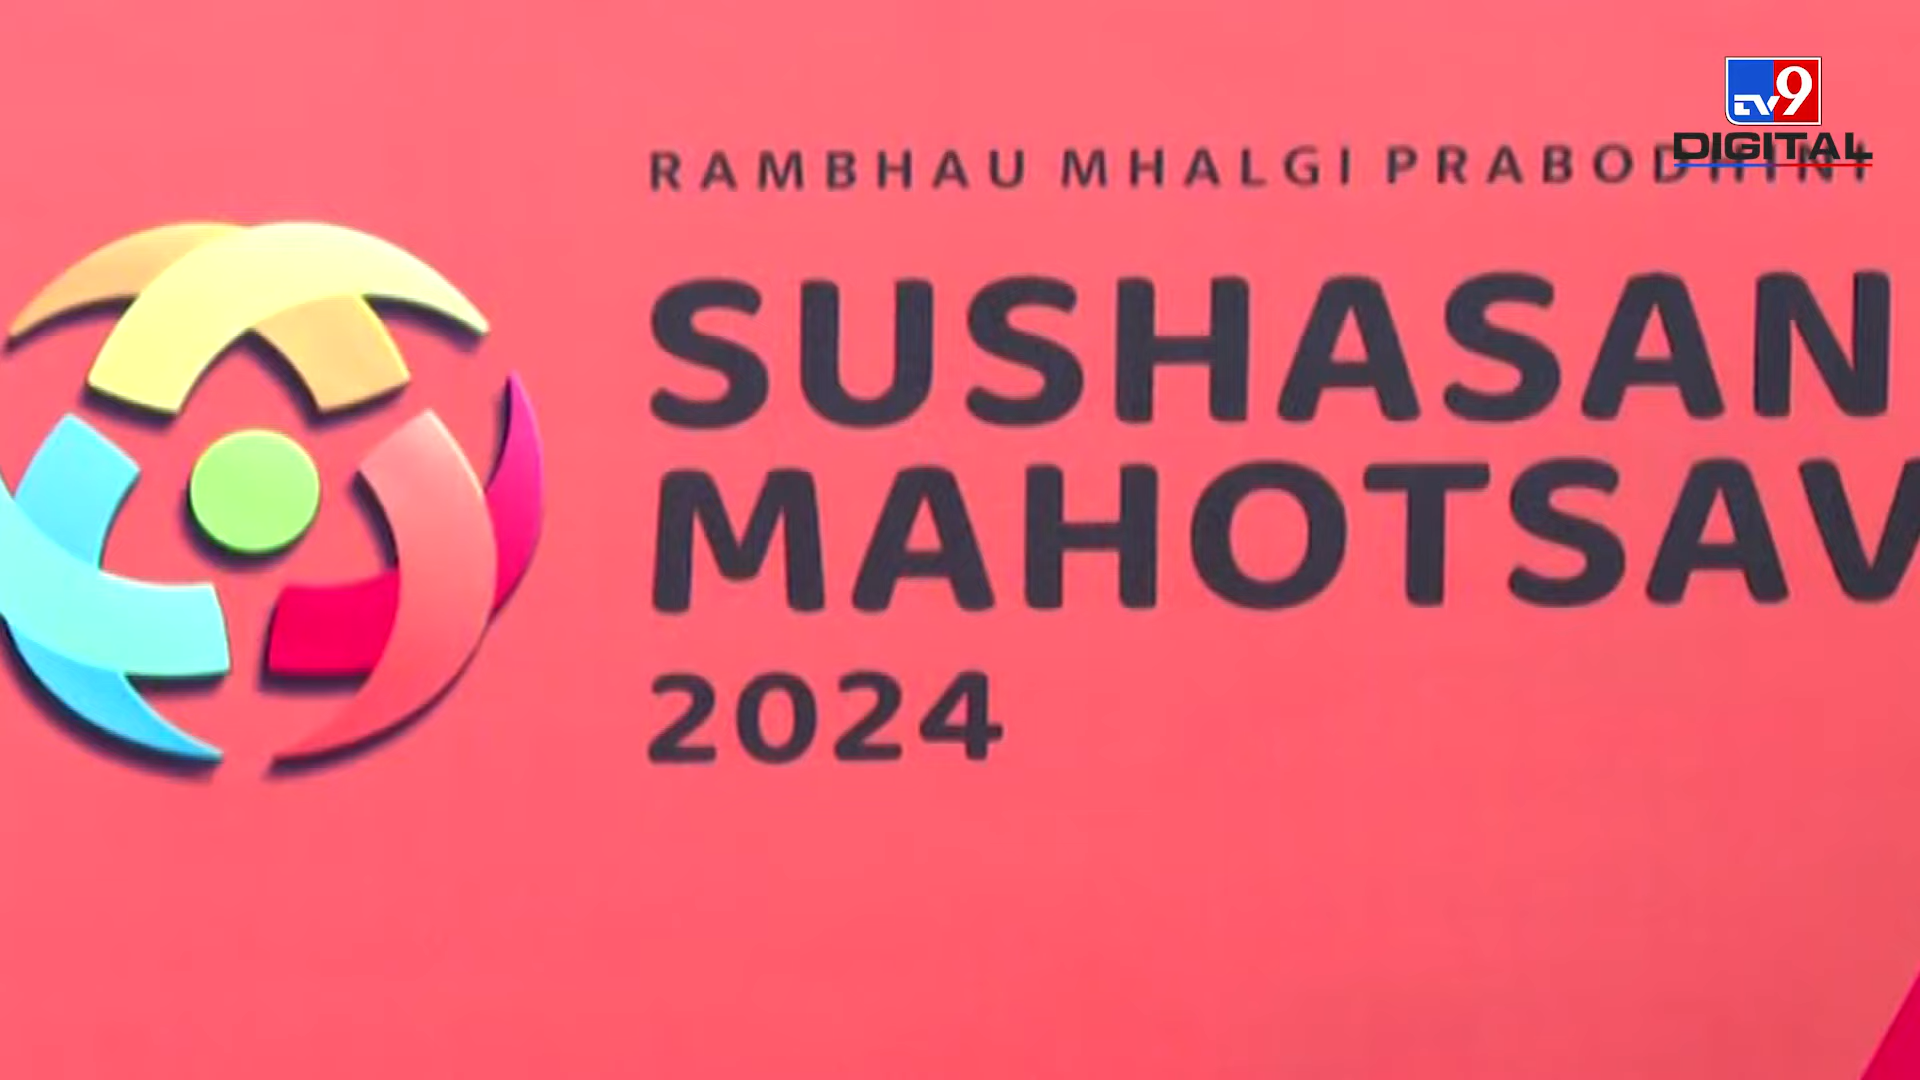 TV9
DIGITAL
RAMBHAU MHALGI PRABODHINI
SUSHASAN
MAHOTSAV
2024